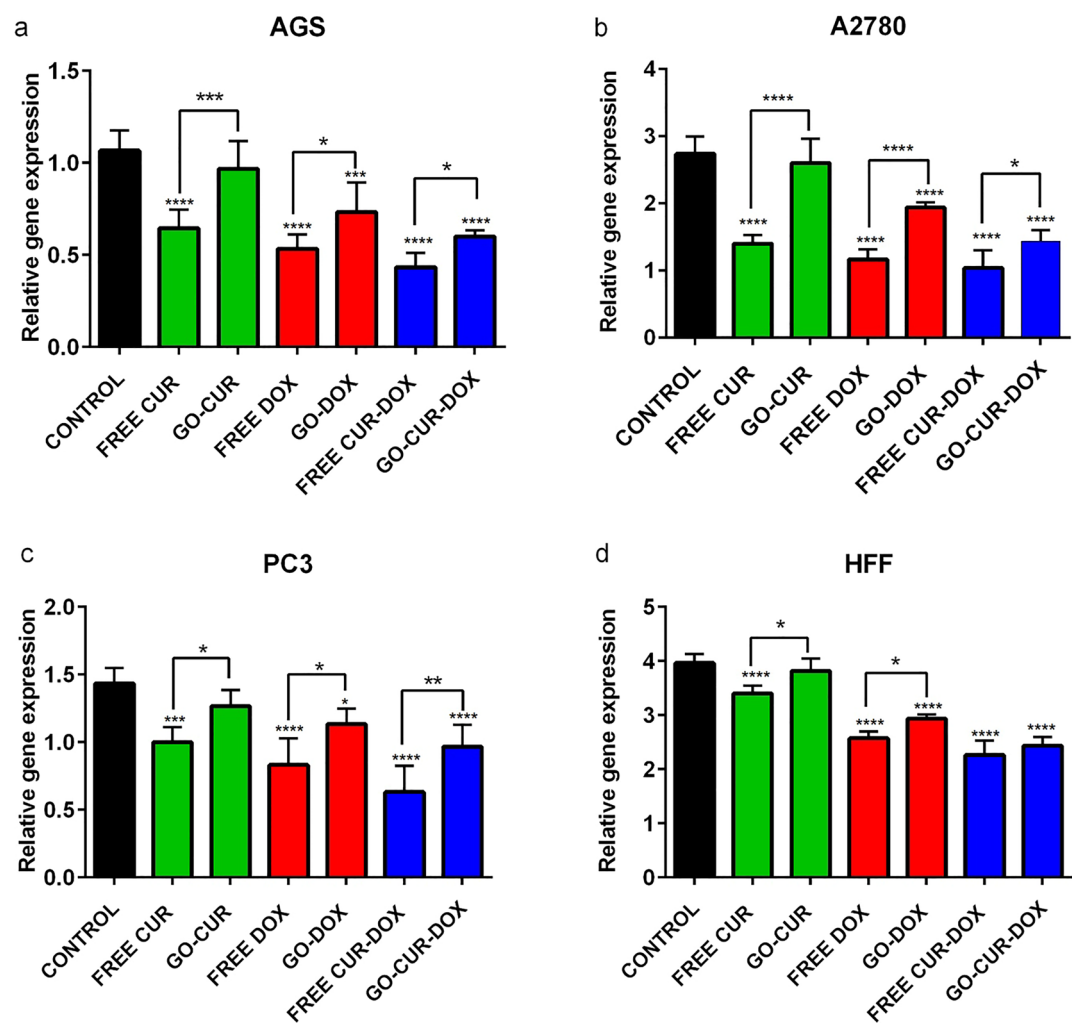 a
AGS
Relative gene expression
1.5
1.0
0.5
0.0
***
*
*
****
****
***
****
****
CONTROL
FREE CUR
GO-CUR
FREE DOX
GO-DOX
FREE CUR-DOX
GO-CUR-DOX
b
A2780
Relative gene expression
4
3
2
1
0
****
****
*
****
****
****
****
****
CONTROL
FREE CUR
GO-CUR
FREE DOX
GO-DOX
FREE CUR-DOX
GO-CUR-DOX
c
PC3
Relative gene expression
2.0
1.5
1.0
0.5
0.0
*
*
**
***
****
*
****
****
CONTROL
FREE CUR
GO-CUR
FREE DOX
GO-DOX
FREE CUR-DOX
GO-CUR-DOX
d
HFF
Relative gene expression
5
4
3
2
1
0
*
*
****
****
****
****
****
CONTROL
FREE CUR
GO-CUR
FREE DOX
GO-DOX
FREE CUR-DOX
GO-CUR-DOX